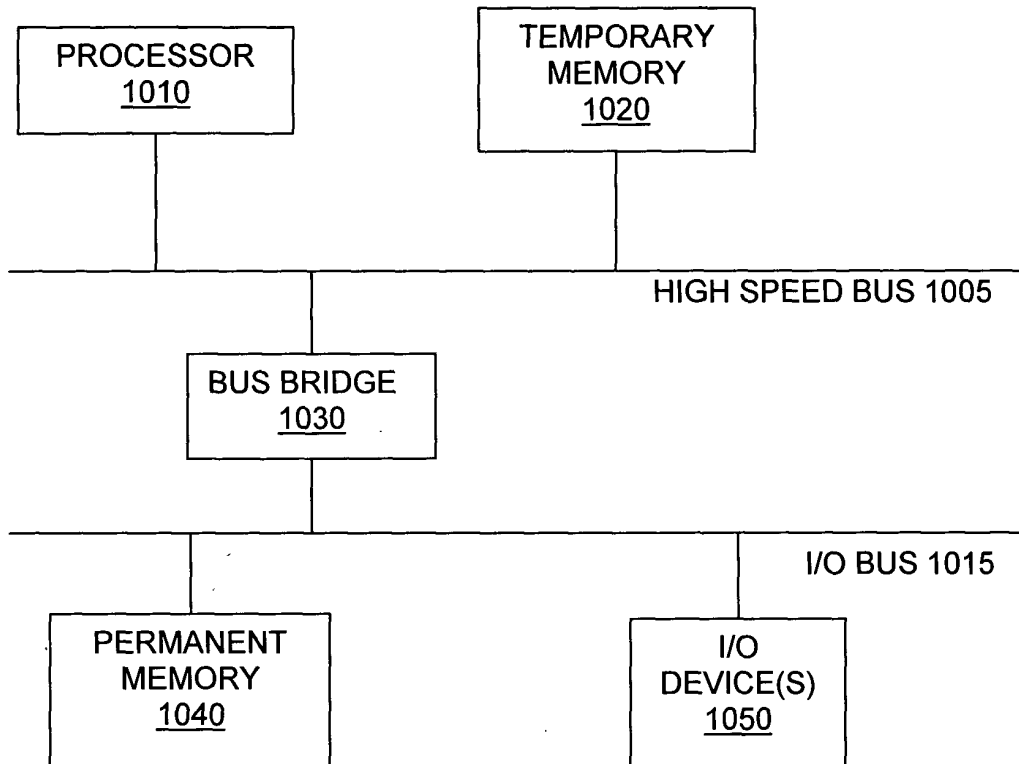 PROCESSOR
1010
TEMPORARY
MEMORY
1020
HIGH SPEED BUS 1005
BUS BRIDGE
1030
I/O BUS 1015
PERMANENT
MEMORY
1040
I/O
DEVICE(S)
1050